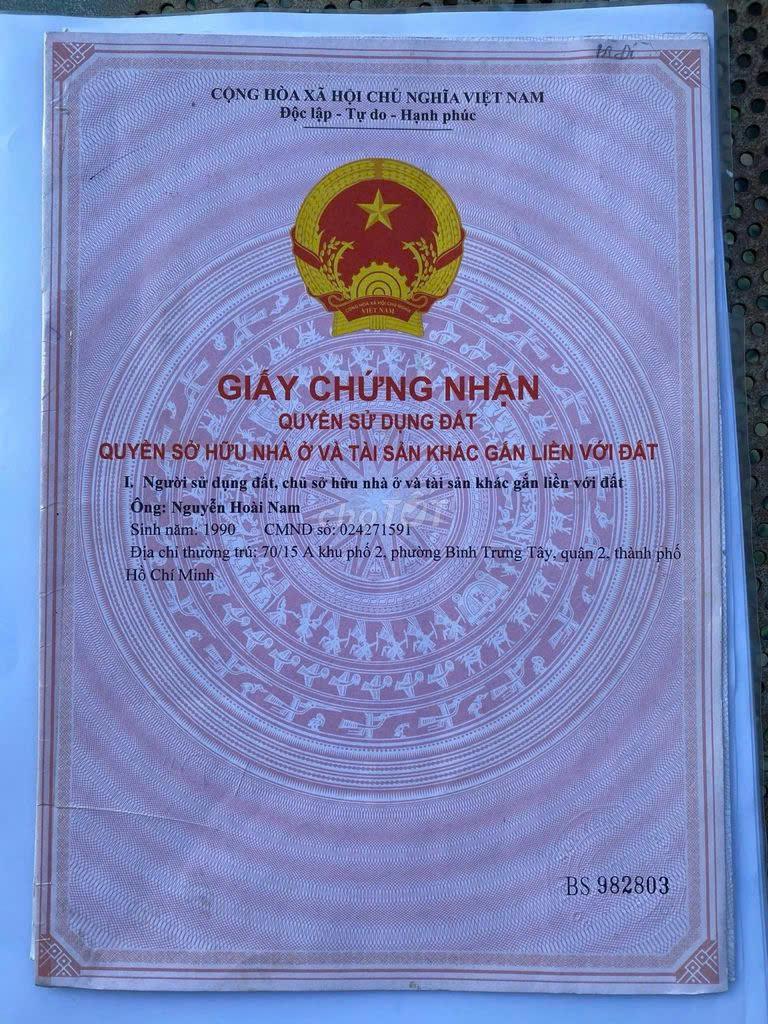 CỘNG HÒA XÃ HỘI CHỦ NGHĨA VIỆT NAM
Độc lập - Tự do - Hạnh phúc
VIỆT NAM
GIẤY CHỨNG NHẬN
QUYỀN SỬ DỤNG ĐẤT
QUYỀN SỞ HỮU NHÀ Ở VÀ TÀI SẢN KHÁC GẮN LIỀN VỚI ĐẤT
I. Người sử dụng đất, chủ sở hữu nhà ở và tài sản khác gắn liền với đất
Ông: Nguyễn Hoài Nam
choTỐT
Sinh năm: 1990 CMND số: 024271591
Địa chỉ thường trú: 70/15 A khu phố 2, phường Bình Trưng Tây, quận 2, thành phố
Hồ Chí Minh
BS 982803